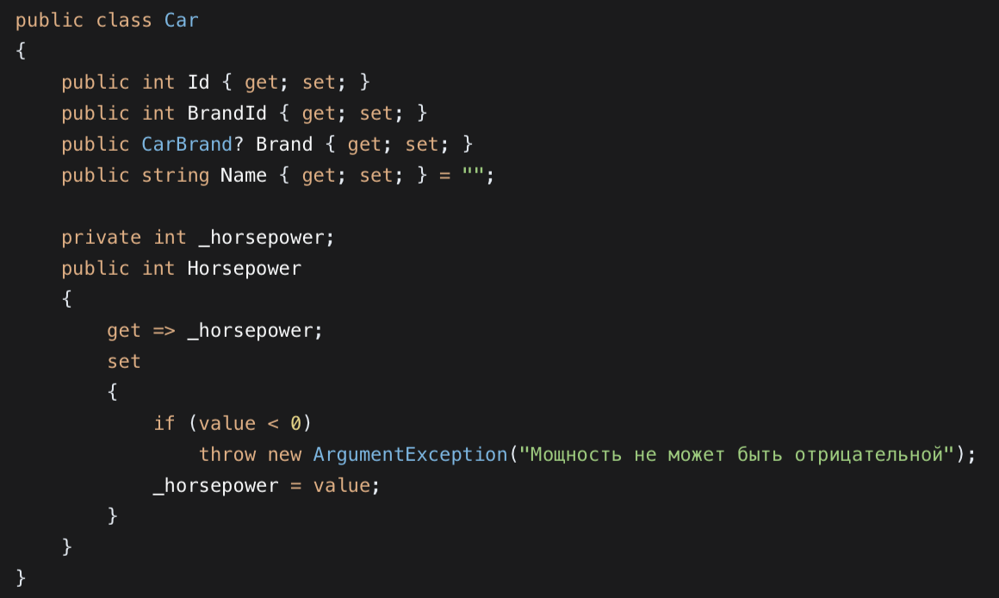 public class Car
{
    public int Id { get; set; }
    public int BrandId { get; set; }
    public CarBrand? Brand { get; set; }
    public string Name { get; set; } = "";

    private int _horsepower;
    public int Horsepower
    {
        get => _horsepower;
        set
        {
            if (value < 0)
                throw new ArgumentException("Мощность не может быть отрицательной");
            _horsepower = value;
        }
    }
}